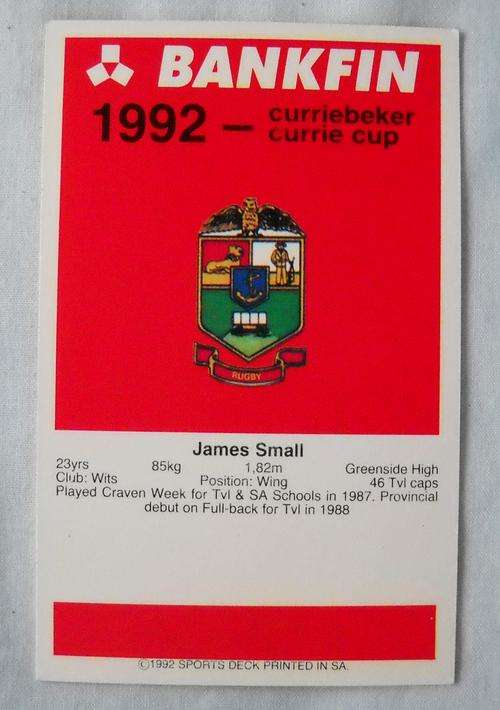 BANKFIN
1992 – curriebeker
currie cup
RUGBY
James Small
23yrs 85kg 1,82m Greenside High
Club: Wits Position: Wing 46 Tvl caps
Played Craven Week for Tvl & SA Schools in 1987. Provincial
debut on Full-back for Tvl in 1988
©1992 SPORTS DECK PRINTED IN SA.